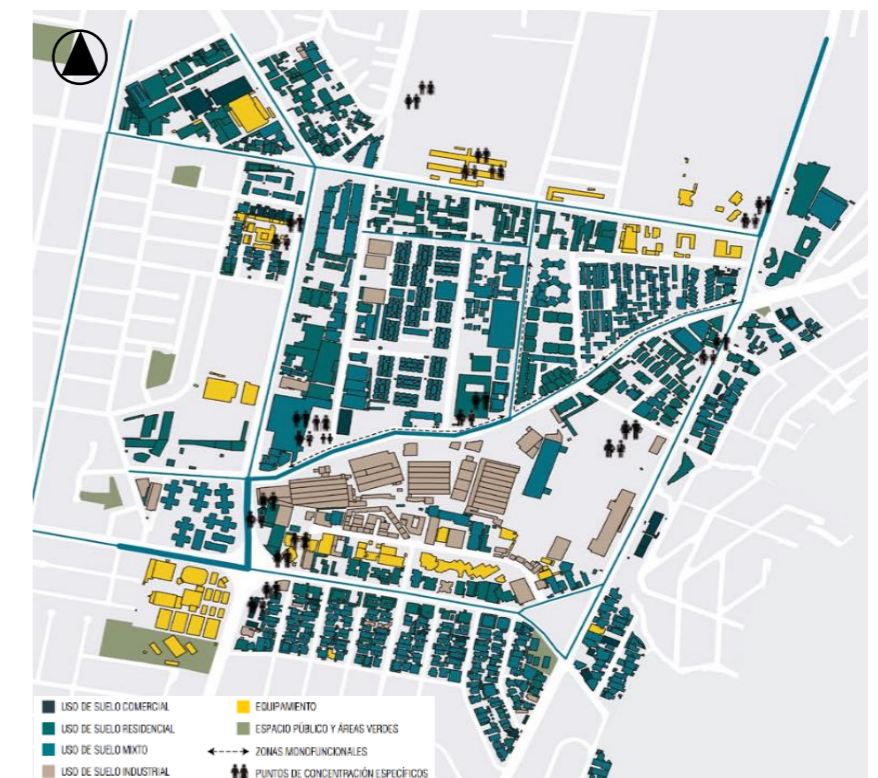 USO DE SUELO COMERCIAL
USO DE SUELO RESIDENCIAL
USO DE SUELO MIXTO
USO DE SUELO INDUSTRIAL
EQUIPAMIENTO
ESPACIO PÚBLICO Y ÁREAS VERDES
ZONAS MONOFUNCIONALES
PUNTOS DE CONCENTRACIÓN ESPECÍFICOS